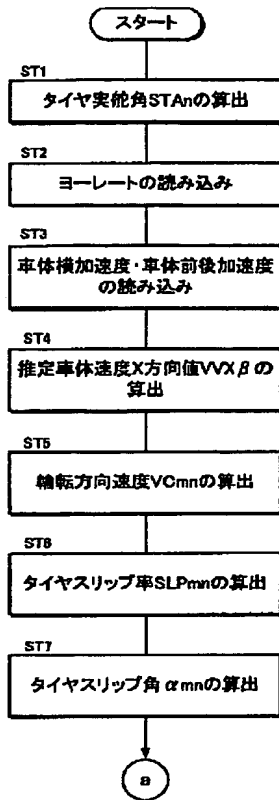 スタート
ST1
タイヤ実舵角STAnの算出
ST2
ヨーレートの読み込み
ST3
車体横加速度・車体前後加速度
の読み込み
ST4
推定車体速度X方向値VVXβの
算出
ST5
輪転方向速度VCmnの算出
ST6
タイヤスリップ率SLPmnの算出
ST7
タイヤスリップ角αmnの算出
a